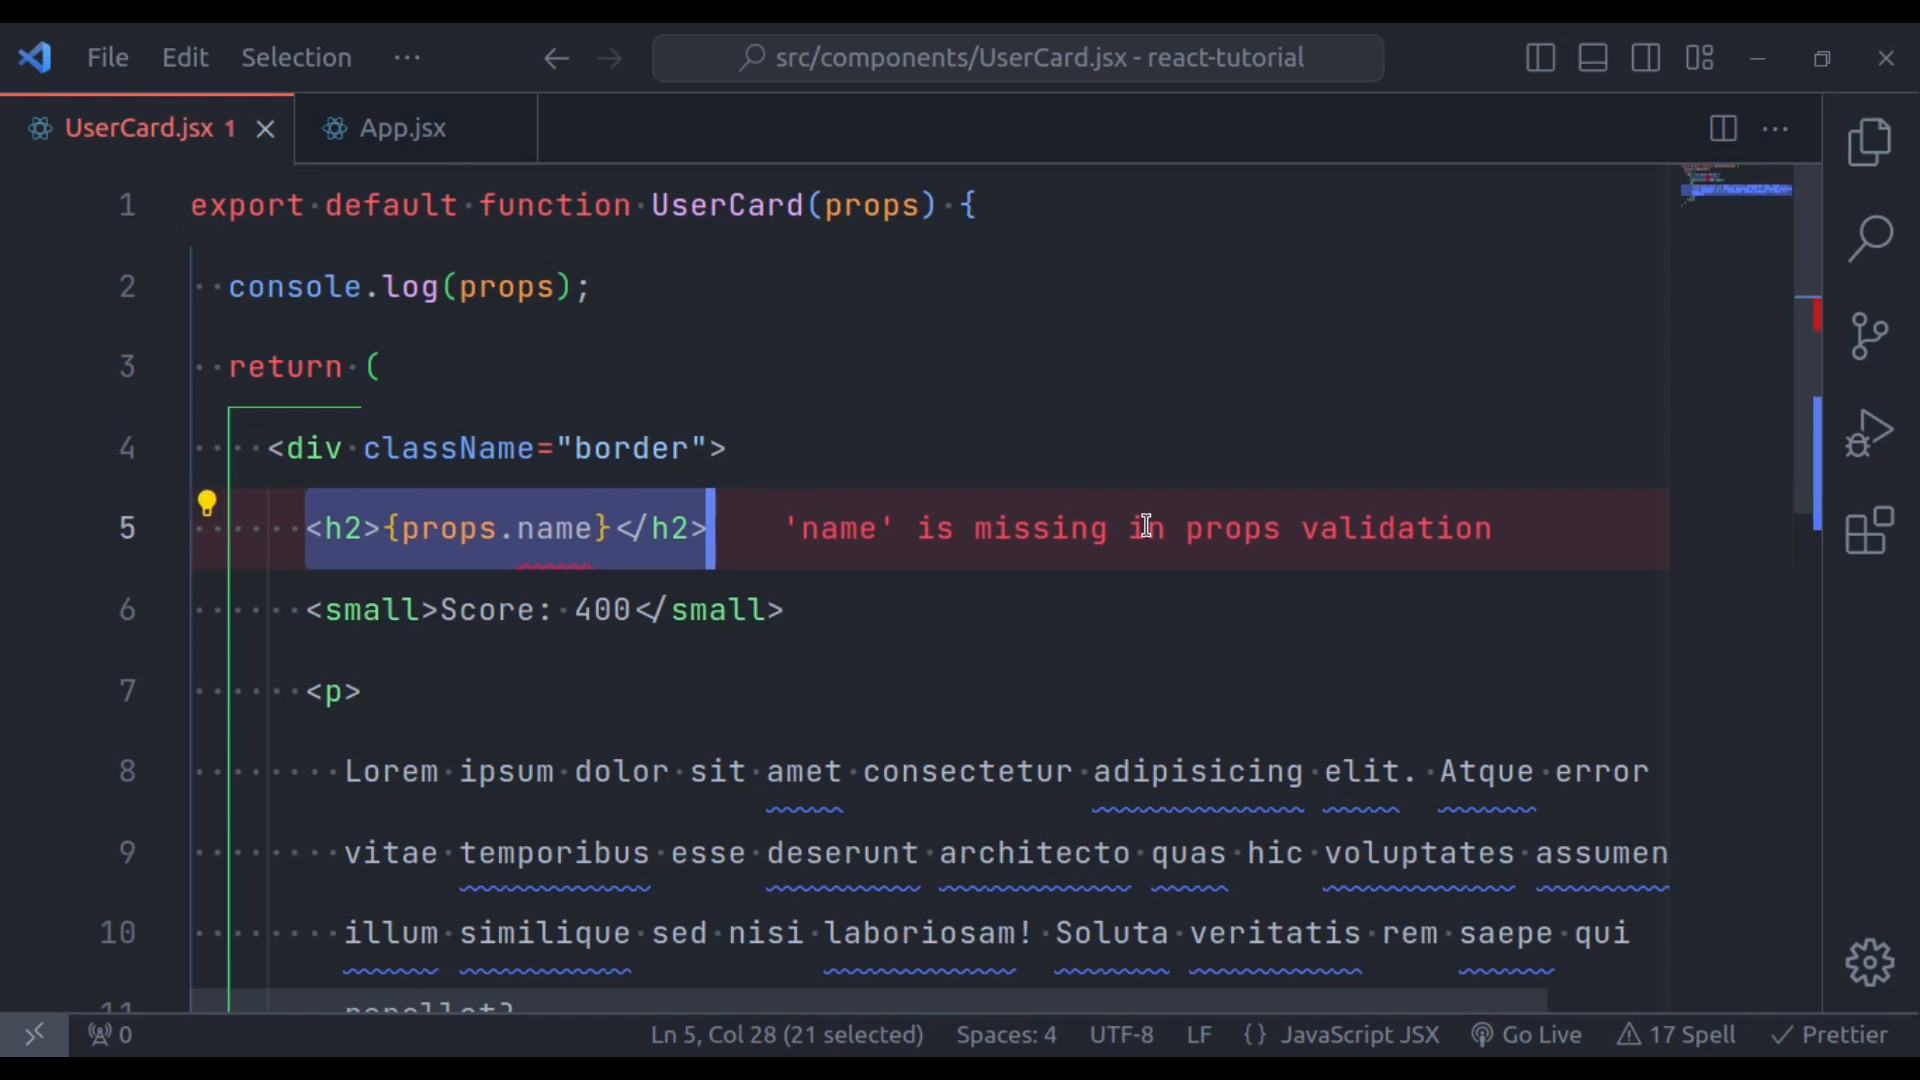 File Edit Selection ···
src/components/UserCard.jsx - react-tutorial
UserCard.jsx 1
App.jsx
1 export default function UserCard(props) {
2 console.log(props);
3 return (
4 <div className="border">
5 <h2>{props.name}</h2> 'name' is missing in props validation
6 <small>Score: 400</small>
7 <p>
8 Lorem ipsum dolor sit amet consectetur adipisicing elit. Atque error
9 vitae temporibus esse deserunt architecto quas hic voluptates assumen
10 illum similique sed nisi laboriosam! Soluta veritatis rem saepe qui
11 repellat?
0 Ln 5, Col 28 (21 selected) Spaces: 4 UTF-8 LF {} JavaScript JSX Go Live 17 Spell Prettier